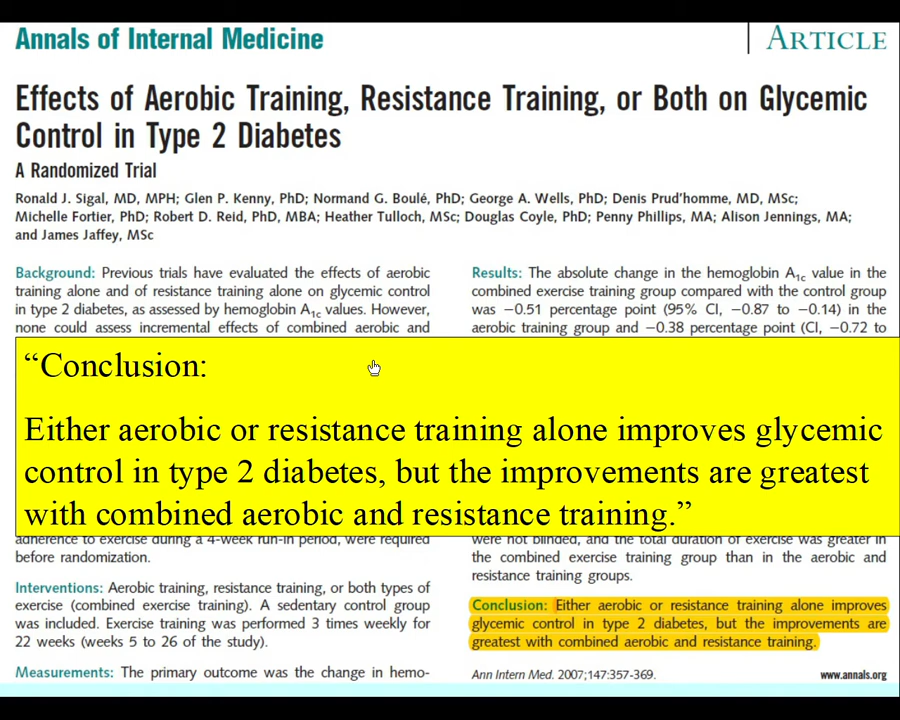 Annals of Internal Medicine
ARTICLE
Effects of Aerobic Training, Resistance Training, or Both on Glycemic
Control in Type 2 Diabetes
A Randomized Trial
Ronald J. Sigal, MD, MPH; Glen P. Kenny, PhD; Normand G. Boulé, PhD; George A. Wells, PhD; Denis Prud'homme, MD, MSc;
Michelle Fortier, PhD; Robert D. Reid, PhD, MBA; Heather Tulloch, MSc; Douglas Coyle, PhD; Penny Phillips, MA; Alison Jennings, MA;
and James Jaffey, MSc
Background: Previous trials have evaluated the effects of aerobic
training alone and of resistance training alone on glycemic control
in type 2 diabetes, as assessed by hemoglobin A1c values. However,
none could assess incremental effects of combined aerobic and
Results: The absolute change in the hemoglobin A1c value in the
combined exercise training group compared with the control group
was −0.51 percentage point (95% CI, −0.87 to −0.14) in the
aerobic training group and −0.38 percentage point (CI, −0.72 to
“Conclusion:
Either aerobic or resistance training alone improves glycemic
control in type 2 diabetes, but the improvements are greatest
with combined aerobic and resistance training.”
adherence to exercise during a 4-week run-in period, were required
before randomization.
Interventions: Aerobic training, resistance training, or both types of
exercise (combined exercise training). A sedentary control group
was included. Exercise training was performed 3 times weekly for
22 weeks (weeks 5 to 26 of the study).
Measurements: The primary outcome was the change in hemo-
were not blinded, and the total duration of exercise was greater in
the combined exercise training group than in the aerobic and
resistance training groups.
Conclusion: Either aerobic or resistance training alone improves
glycemic control in type 2 diabetes, but the improvements are
greatest with combined aerobic and resistance training.
Ann Intern Med. 2007;147:357-369.
www.annals.org